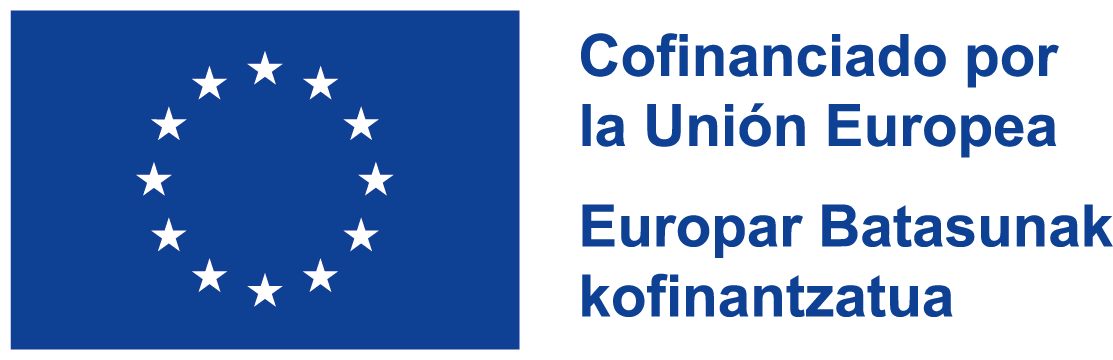 Cofinanciado por
la Unión Europea
Europar Batasunak
kofinantzatua